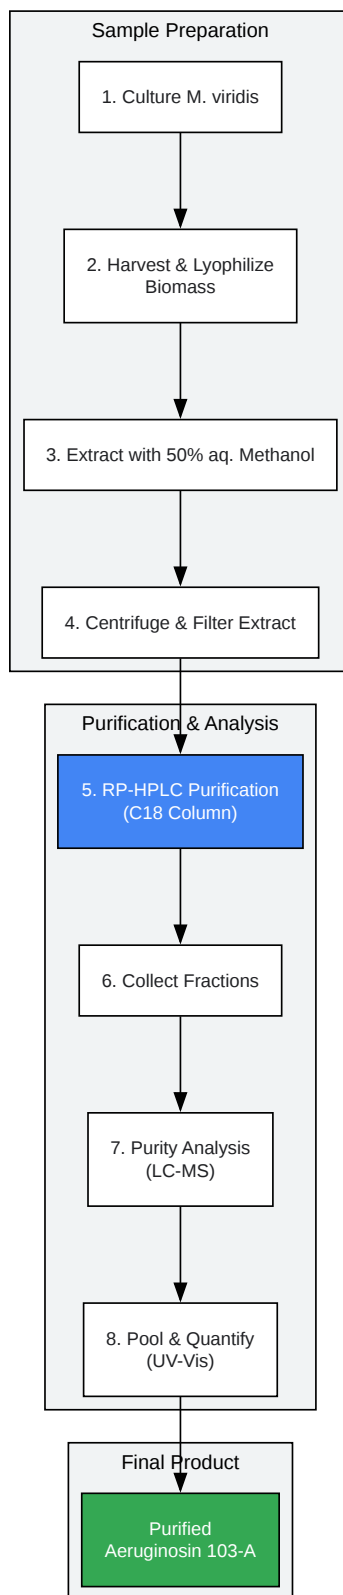 Sample Preparation
1. Culture M. viridis
2. Harvest & Lyophilize
Biomass
3. Extract with 50% aq. Methanol
4. Centrifuge & Filter Extract
Purification & Analysis
5. RP-HPLC Purification
(C18 Column)
6. Collect Fractions
7. Purity Analysis
(LC-MS)
8. Pool & Quantify
(UV-Vis)
Final Product
Purified
Aeruginosin 103-A